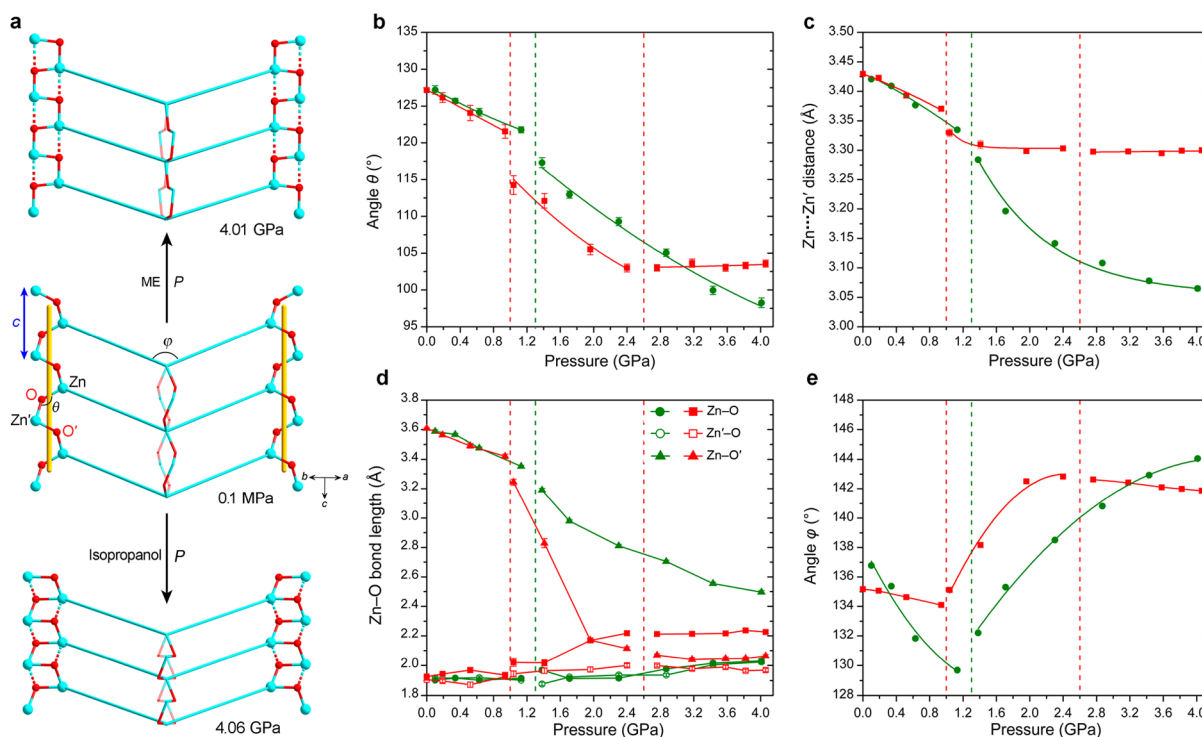 a
4.01 GPa
ME P
c
φ
Zn
O
θ
Zn′
O′
b a
c
0.1 MPa
Isopropanol P
4.06 GPa
b
Angle θ (°)
135
130
125
120
115
110
105
100
95
0.0 0.4 0.8 1.2 1.6 2.0 2.4 2.8 3.2 3.6 4.0
Pressure (GPa)
c
Zn···Zn′ distance (Å)
3.50
3.45
3.40
3.35
3.30
3.25
3.20
3.15
3.10
3.05
3.00
0.0 0.4 0.8 1.2 1.6 2.0 2.4 2.8 3.2 3.6 4.0
Pressure (GPa)
d
Zn–O bond length (Å)
3.8
3.6
3.4
3.2
3.0
2.8
2.6
2.4
2.2
2.0
1.8
Zn–O
Zn′–O
Zn–O′
0.0 0.4 0.8 1.2 1.6 2.0 2.4 2.8 3.2 3.6 4.0
Pressure (GPa)
e
Angle φ (°)
148
146
144
142
140
138
136
134
132
130
128
0.0 0.4 0.8 1.2 1.6 2.0 2.4 2.8 3.2 3.6 4.0
Pressure (GPa)